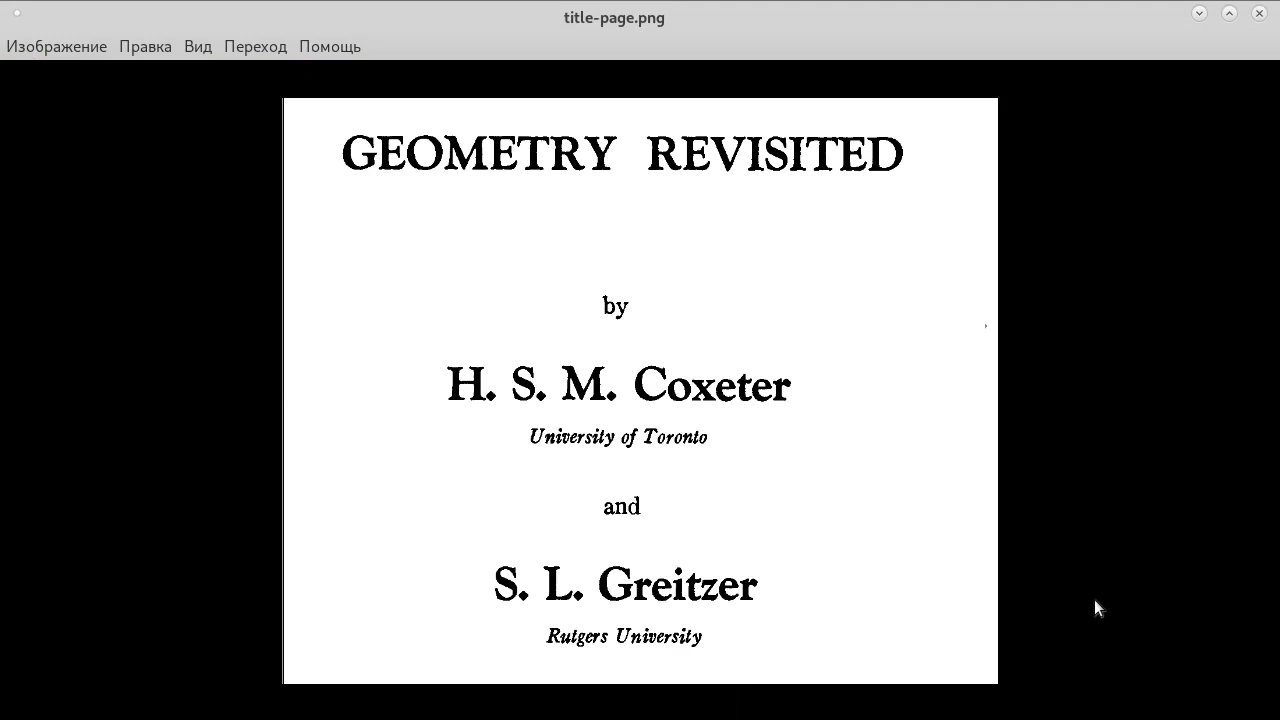 title-page.png
Изображение Правка Вид Переход Помощь
GEOMETRY REVISITED
by
H. S. M. Coxeter
University of Toronto
and
S. L. Greitzer
Rutgers University